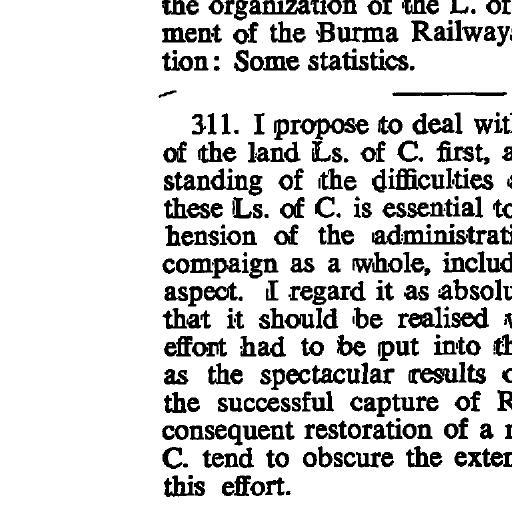 the organization of the L. of
ment of the Burma Railways
tion: Some statistics.
311. I propose to deal with
of the land Ls. of C. first, a
standing of the difficulties
these Ls. of C. is essential to
hension of the administrati
compaign as a whole, includ
aspect. I regard it as absolu
that it should be realised
effort had to be put into th
as the spectacular results o
the successful capture of R
consequent restoration of a
C. tend to obscure the exten
this effort.